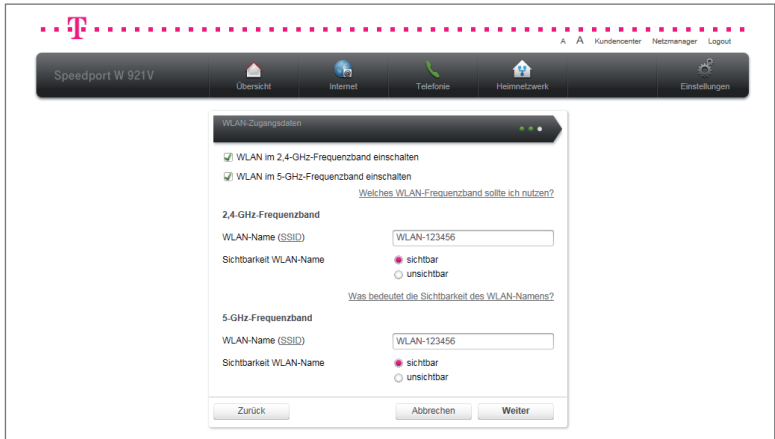 T
A A Kundencenter Netzmanager Logout
Speedport W 921V
Übersicht Internet Telefonie Heimnetzwerk Einstellungen
WLAN-Zugangsdaten
WLAN im 2,4-GHz-Frequenzband einschalten
WLAN im 5-GHz-Frequenzband einschalten
Welches WLAN-Frequenzband sollte ich nutzen?
2,4-GHz-Frequenzband
WLAN-Name (SSID) WLAN-123456
Sichtbarkeit WLAN-Name sichtbar
unsichtbar
Was bedeutet die Sichtbarkeit des WLAN-Namens?
5-GHz-Frequenzband
WLAN-Name (SSID) WLAN-123456
Sichtbarkeit WLAN-Name sichtbar
unsichtbar
Zurück Abbrechen Weiter